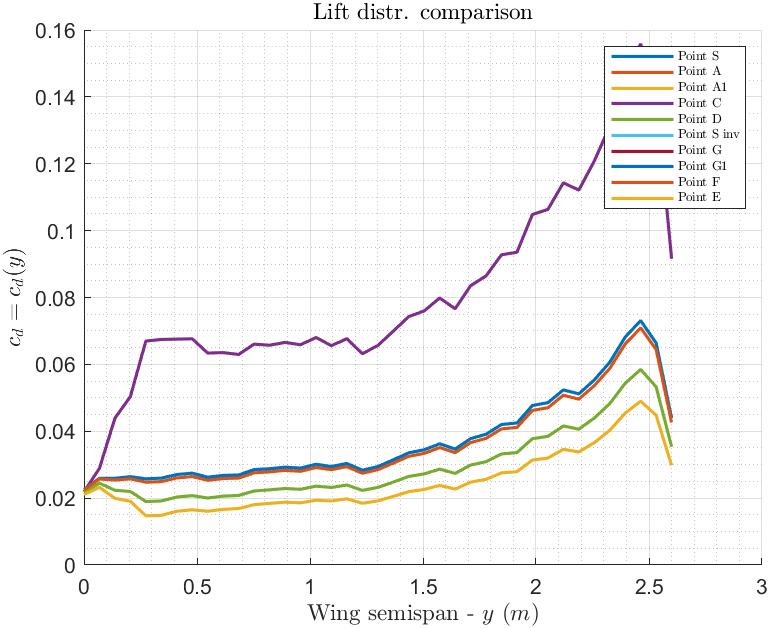 Lift distr. comparison
0.16
0.14
0.12
0.1
0.08
0.06
0.04
0.02
0
c_d = c_d(y)
Point S
Point A
Point A1
Point C
Point D
Point S inv
Point G
Point G1
Point F
Point E
0 0.5 1 1.5 2 2.5 3
Wing semispan - y (m)